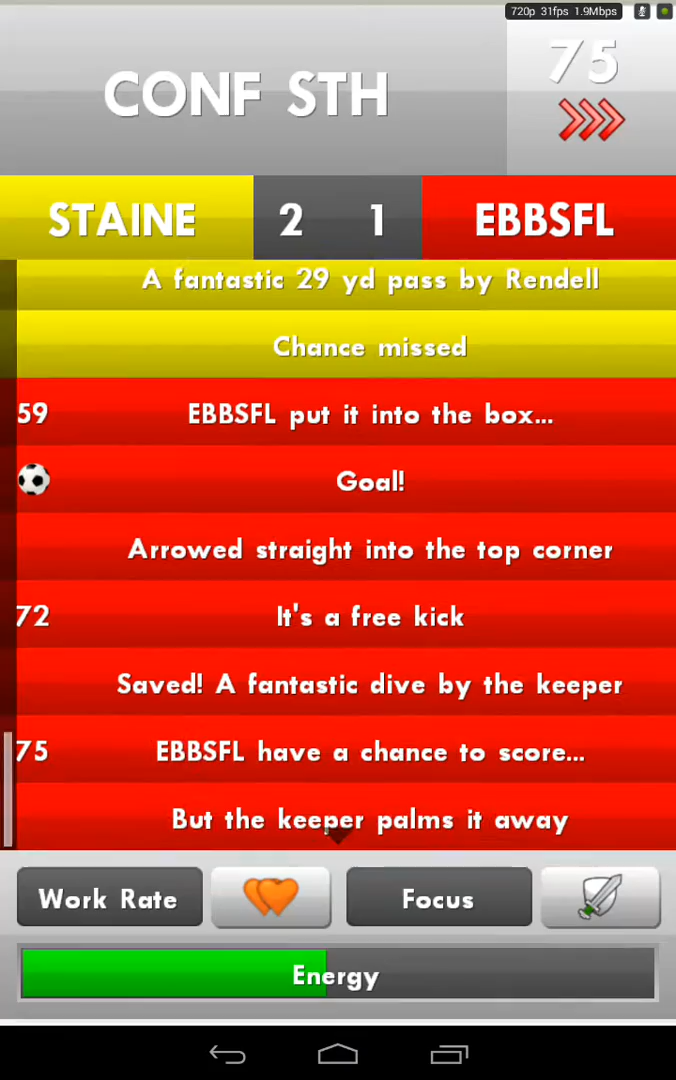 720p 31fps 1.9Mbps
CONF STH
75
STAINE 2 1 EBBSFL
A fantastic 29 yd pass by Rendell
Chance missed
59 EBBSFL put it into the box...
Goal!
Arrowed straight into the top corner
72 It's a free kick
Saved! A fantastic dive by the keeper
75 EBBSFL have a chance to score...
But the keeper palms it away
Work Rate Focus
Energy